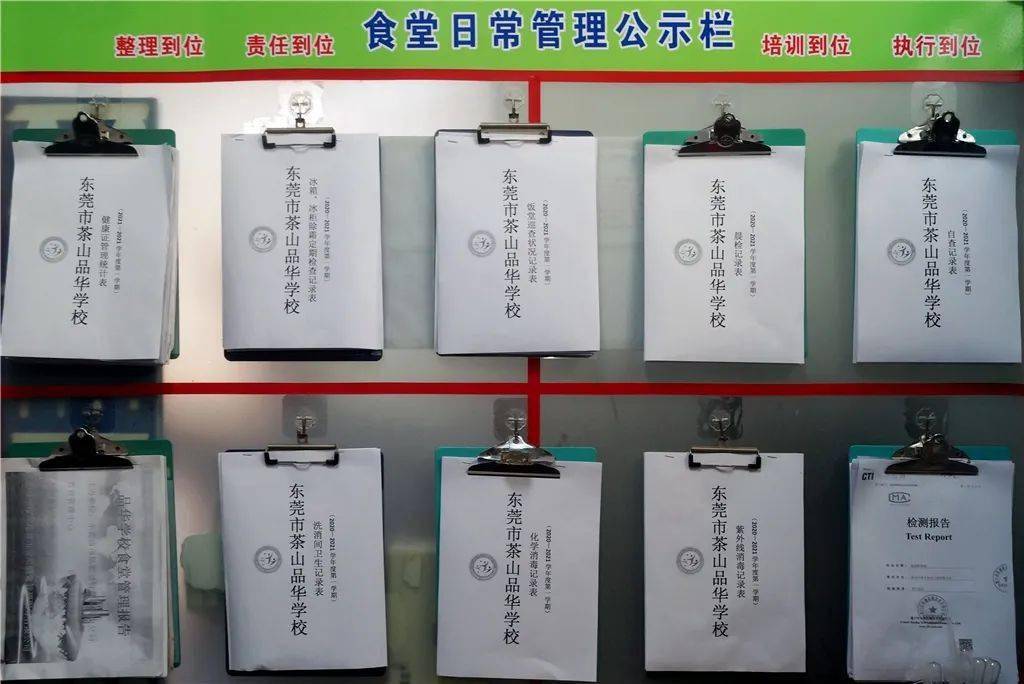 整理到位 责任到位 食堂日常管理公示栏 培训到位 执行到位
东莞市茶山品华学校
健康证管理统计表
(2021-2021学年度第一学期)
东莞市茶山品华学校
冰箱、冰柜除霜定期检查记录表
(2020-2021学年度第一学期)
东莞市茶山品华学校
饭堂巡查状况记录表
(2020-2021学年度第一学期)
东莞市茶山品华学校
晨检记录表
(2020-2021学年度第一学期)
东莞市茶山品华学校
自查记录表
(2020-2021学年度第一学期)
品华学校食堂管理报告
东莞市茶山品华学校
洗消间卫生记录表
(2020-2021学年度第一学期)
东莞市茶山品华学校
化学消毒记录表
(2020-2021学年度第一学期)
东莞市茶山品华学校
紫外线消毒记录表
(2020-2021学年度第一学期)
CTI
MA
检测报告
Test Report